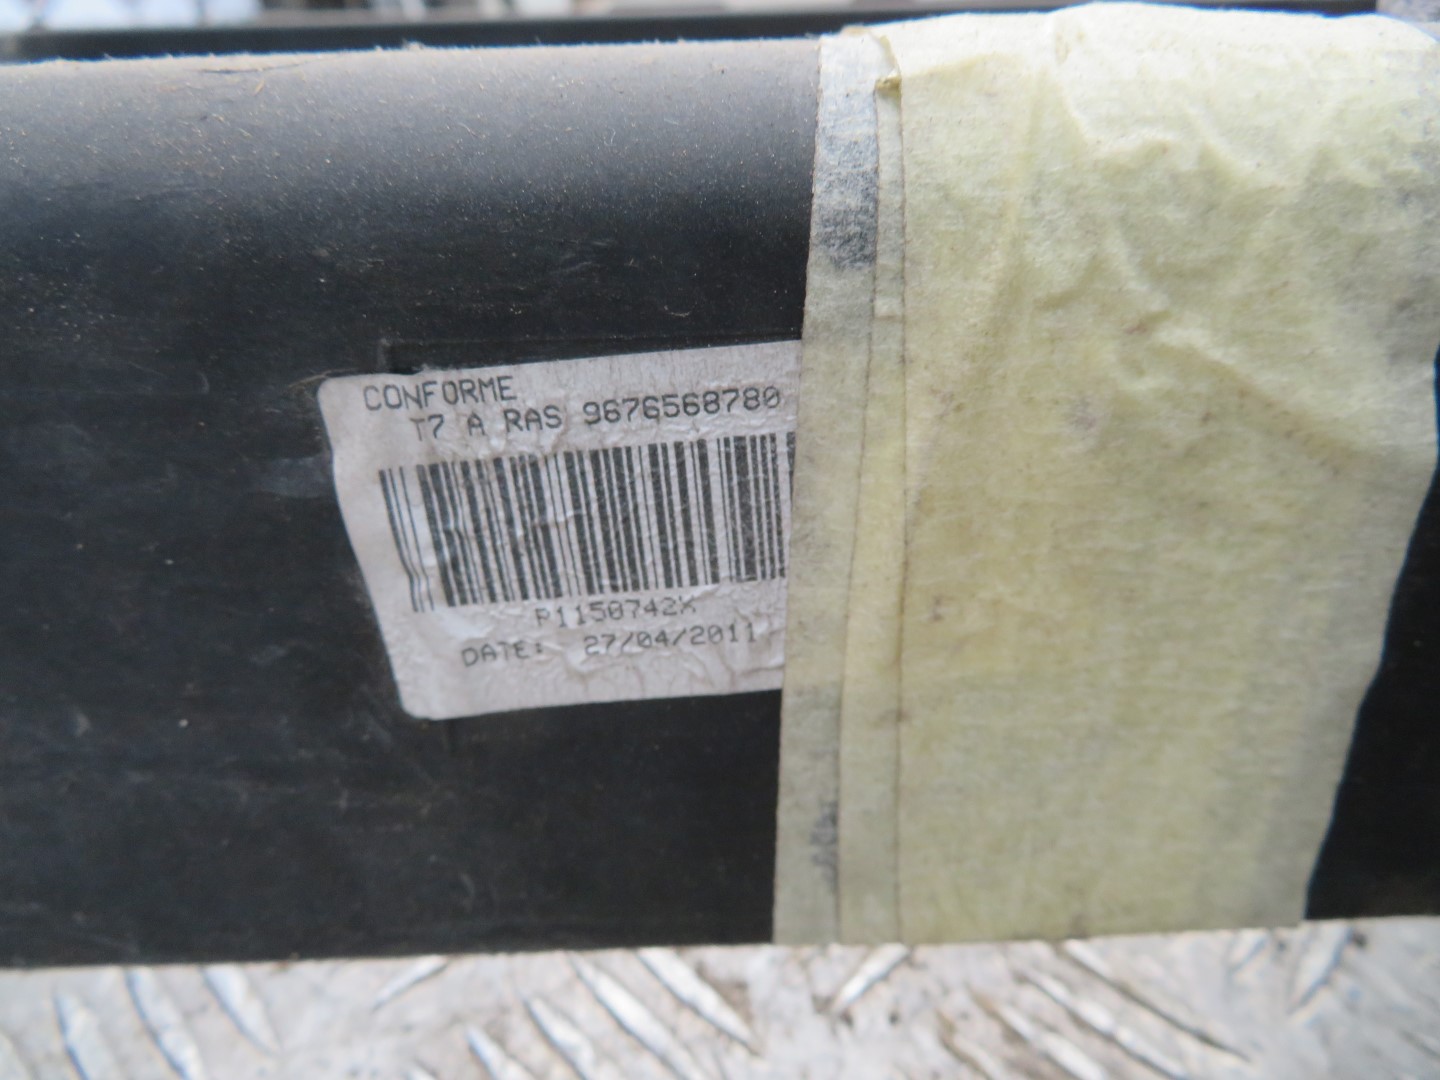 CONFORME
T7 A RAS 9676568780
P1150742X
DATE: 27/04/2011